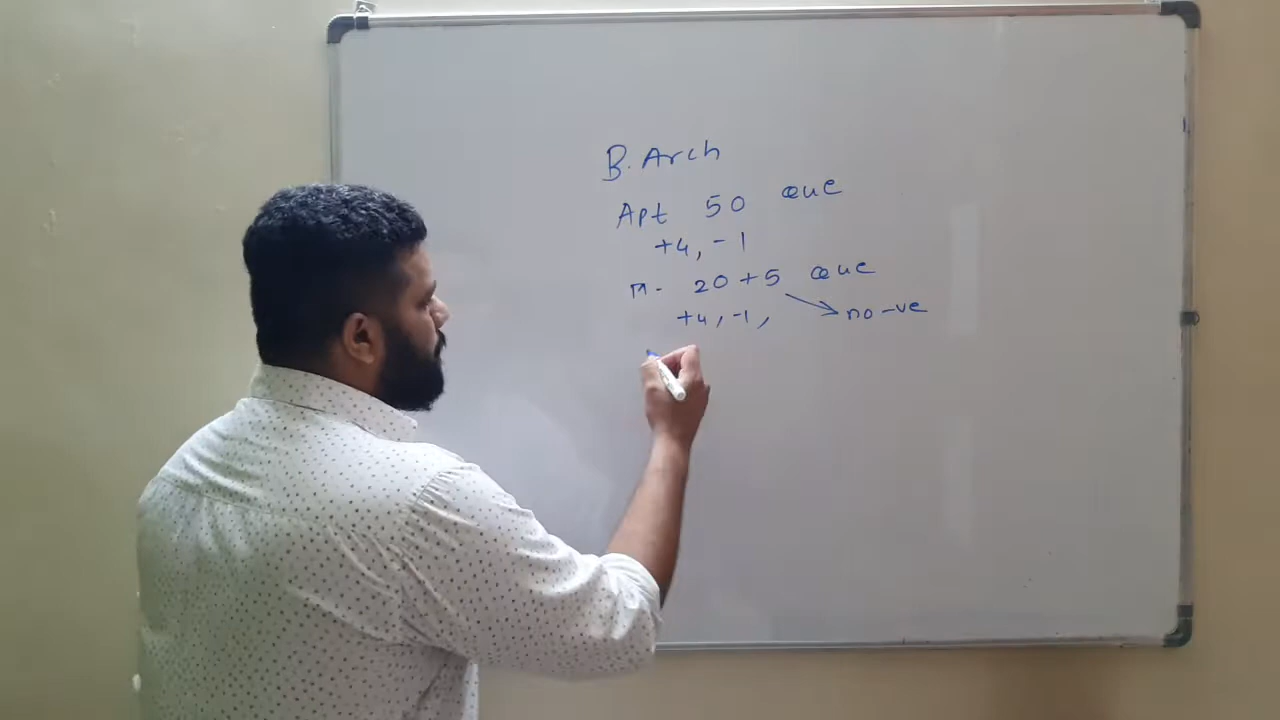 B. Arch
Apt 50 que
+4, -1
M- 20 + 5 que
+4, -1, no -ve